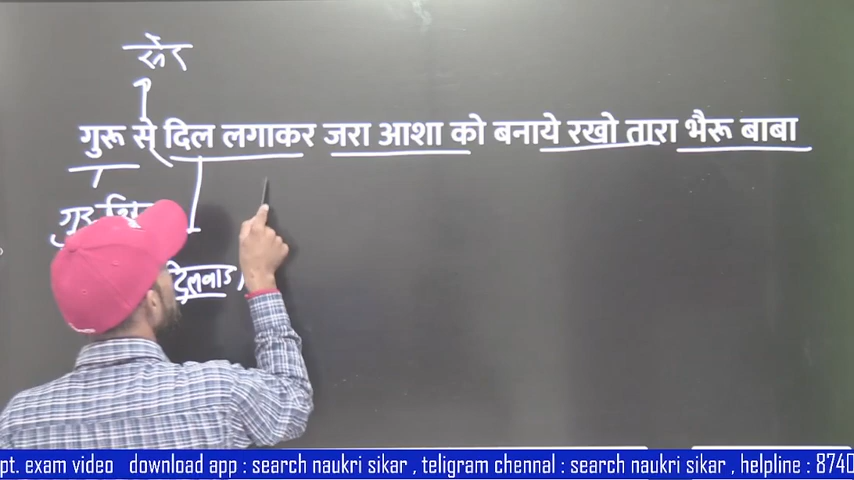 सेर
गुरू से दिल लगाकर जरा आशा को बनाये रखो तारा भैरू बाबा
गुरु शि
दिलवाड़ा
pt. exam video download app : search naukri sikar , teligram chennal : search naukri sikar , helpline : 8740